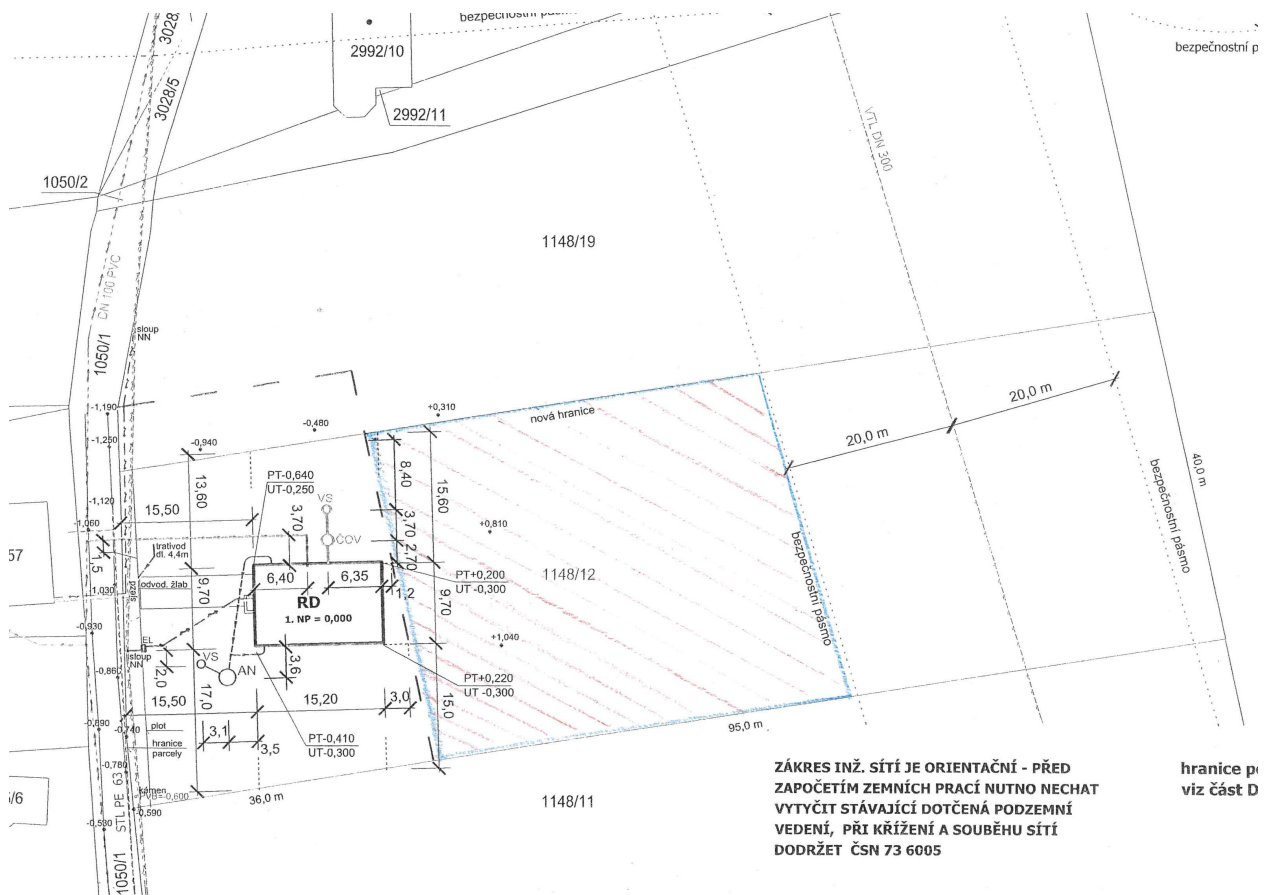 bezpečnostní pásmo
3028/
3028/5
2992/10
2992/11
bezpečnostní p
VTL DN 300
1050/2
1148/19
DN 100 PVC
1050/1
sloup
NN
-1,190
-1,250
-0,940
-0,480
+0,310
nová hranice
20,0 m
20,0 m
40,0 m
bezpečnostní pásmo
bezpečnostní pásmo
13,60
PT-0,640
UT-0,250
VS
8,40
15,60
-1,120
15,50
3,70
3,70
-1,060
ČOV
+0,810
57
1,5
trativod
dl. 4,4m
2,70
1148/12
6,40
6,35
PT+0,200
UT -0,300
1,2
odvod. žlab
9,70
9,70
sjezd
-1,030
RD
1. NP = 0,000
-0,930
EL
+1,040
sloup
NN
-0,860
2,0
VS
AN
3,6
PT+0,220
UT -0,300
15,50
17,0
15,20
3,0
15,0
-0,890
-0,740
plot
3,1
hranice
parcely
3,5
PT-0,410
UT-0,300
95,0 m
-0,780
kámen
PVB=-0,600
-0,590
36,0 m
STL PE 63
-0,530
5/6
1148/11
1050/1
ZÁKRES INŽ. SÍTÍ JE ORIENTAČNÍ - PŘED
ZAPOČETÍM ZEMNÍCH PRACÍ NUTNO NECHAT
VYTYČIT STÁVAJÍCÍ DOTČENÁ PODZEMNÍ
VEDENÍ, PŘI KŘÍŽENÍ A SOUBĚHU SÍTÍ
DODRŽET ČSN 73 6005
hranice po
viz část D